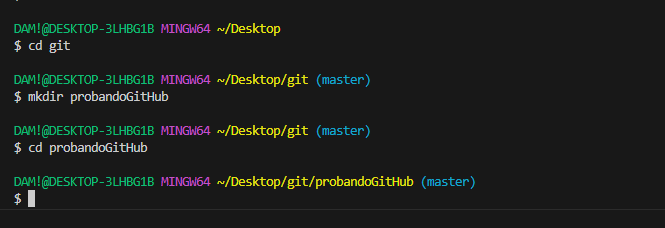 DAM!@DESKTOP-3LHBG1B MINGW64 ~/Desktop
$ cd git
DAM!@DESKTOP-3LHBG1B MINGW64 ~/Desktop/git (master)
$ mkdir probandoGitHub
DAM!@DESKTOP-3LHBG1B MINGW64 ~/Desktop/git (master)
$ cd probandoGitHub
DAM!@DESKTOP-3LHBG1B MINGW64 ~/Desktop/git/probandoGitHub (master)
$